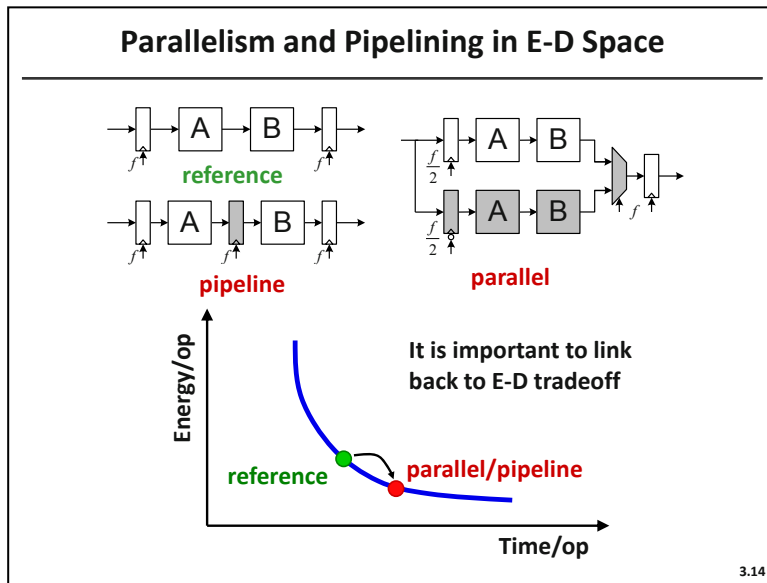 Parallelism and Pipelining in E-D Space
A
B
f
f
reference
A
B
f
f
f
pipeline
A
B
f/2
A
B
f/2
f
parallel
Energy/op
It is important to link
back to E-D tradeoff
reference
parallel/pipeline
Time/op
3.14